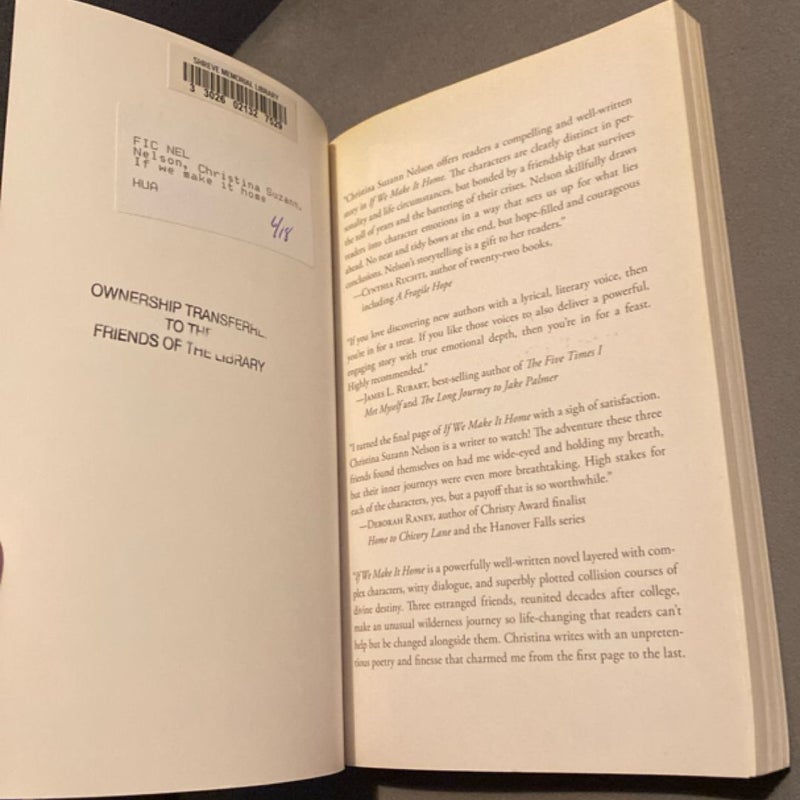 SHREVE MEMORIAL LIBRARY
3 3026 02132 7529
FIC NEL
Nelson, Christina Suzann.
If we make it home
HUA
4/18
OWNERSHIP TRANSFERRE
TO THE
FRIENDS OF THE LIBRARY
"Christina Suzann Nelson offers readers a compelling and well-written
story in If We Make It Home. The characters are clearly distinct in per-
sonality and life circumstances, but bonded by a friendship that survives
the toll of years and the battering of their crises. Nelson skillfully draws
readers into character emotions in a way that sets us up for what lies
ahead. No neat and tidy bows at the end, but hope-filled and courageous
conclusions. Nelson's storytelling is a gift to her readers."
—Cynthia Ruchti, author of twenty-two books,
including A Fragile Hope
"If you love discovering new authors with a lyrical, literary voice, then
you're in for a treat. If you like those voices to also deliver a powerful,
engaging story with true emotional depth, then you're in for a feast.
Highly recommended."
—James L. Rubart, best-selling author of The Five Times I
Met Myself and The Long Journey to Jake Palmer
"I turned the final page of If We Make It Home with a sigh of satisfaction.
Christina Suzann Nelson is a writer to watch! The adventure these three
friends found themselves on had me wide-eyed and holding my breath,
but their inner journeys were even more breathtaking. High stakes for
each of the characters, yes, but a payoff that is so worthwhile."
—Deborah Raney, author of Christy Award finalist
Home to Chicory Lane and the Hanover Falls series
"If We Make It Home is a powerfully well-written novel layered with com-
plex characters, witty dialogue, and superbly plotted collision courses of
divine destiny. Three estranged friends, reunited decades after college,
make an unusual wilderness journey so life-changing that readers can't
help but be changed alongside them. Christina writes with an unpreten-
tious poetry and finesse that charmed me from the first page to the last.